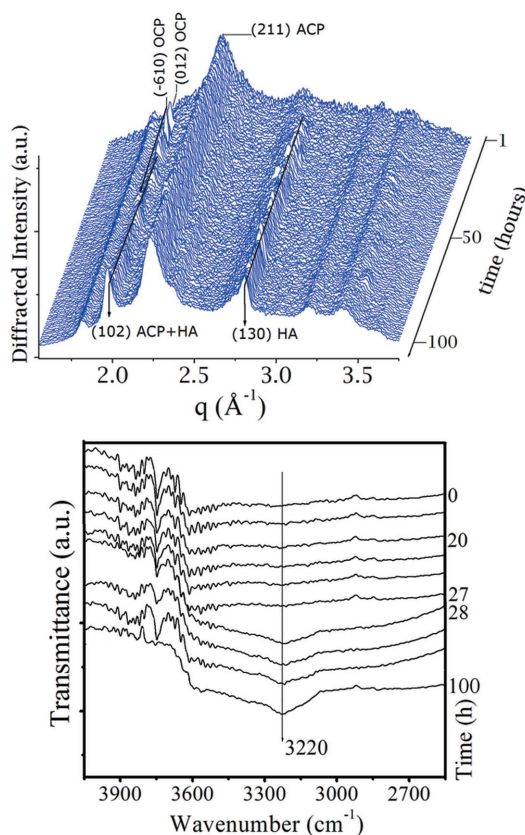 (-610) OCP
(012) OCP
(211) ACP
Diffracted Intensity (a.u.)
1
50
100
time (hours)
(102) ACP+HA
(130) HA
2.0 2.5 3.0 3.5
q (Å⁻¹)
Transmittance (a.u.)
0
20
27
28
100
Time (h)
3220
3900 3600 3300 3000 2700
Wavenumber (cm⁻¹)